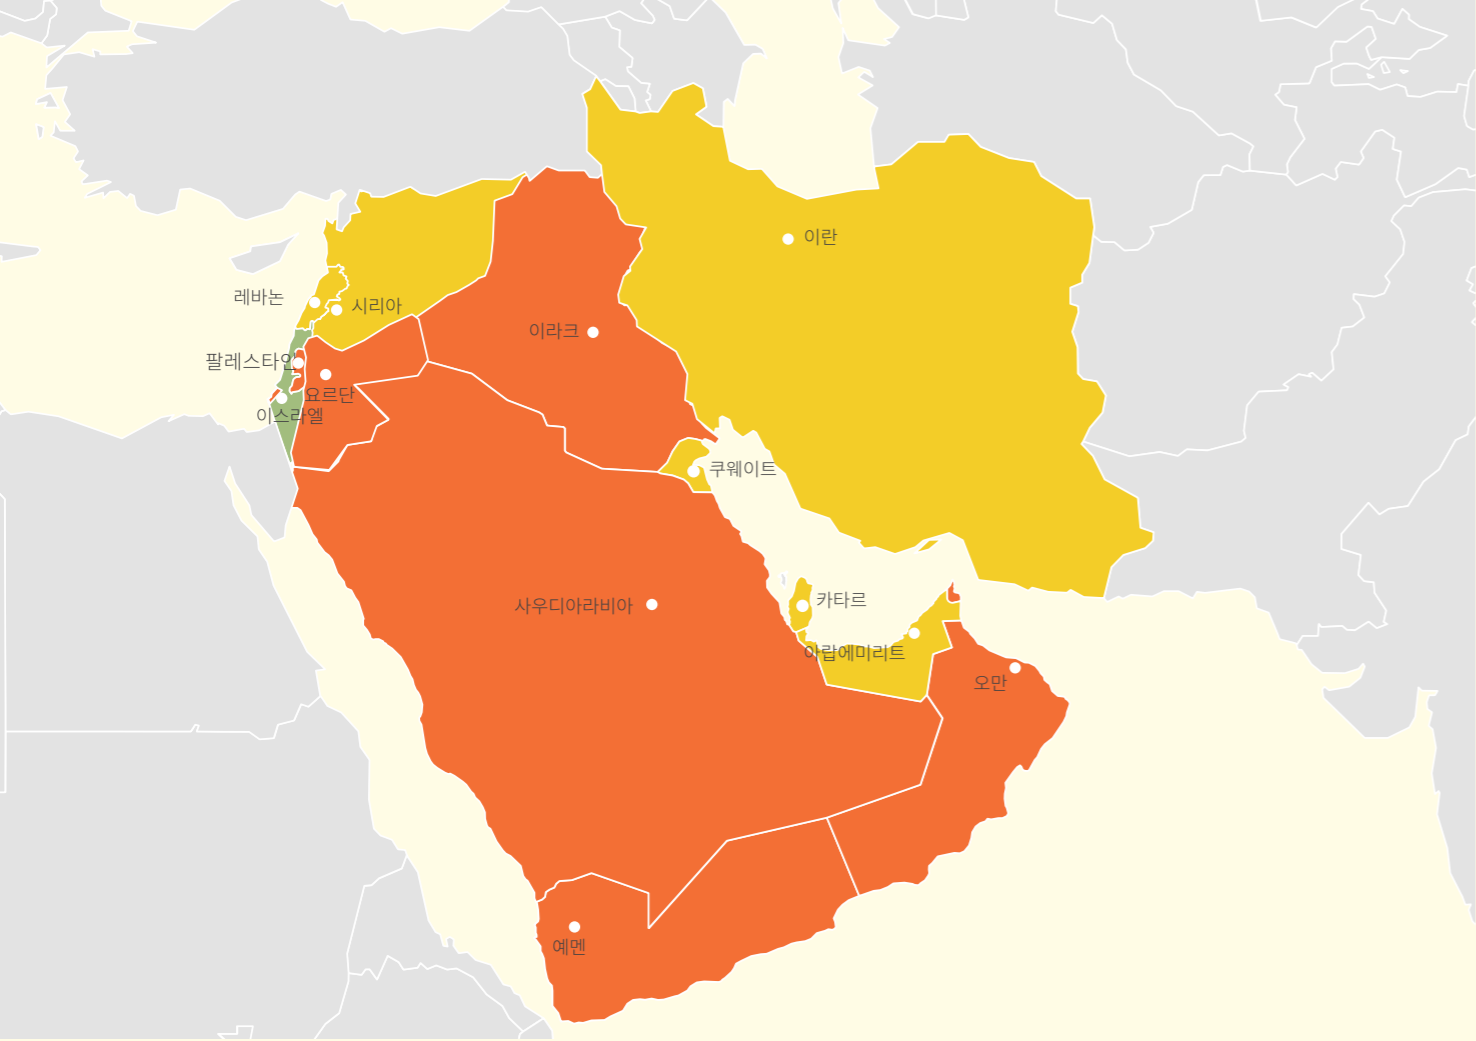 이란
레바논
시리아
이라크
팔레스타인
요르단
이스라엘
쿠웨이트
카타르
사우디아라비아
아랍에미리트
오만
예멘